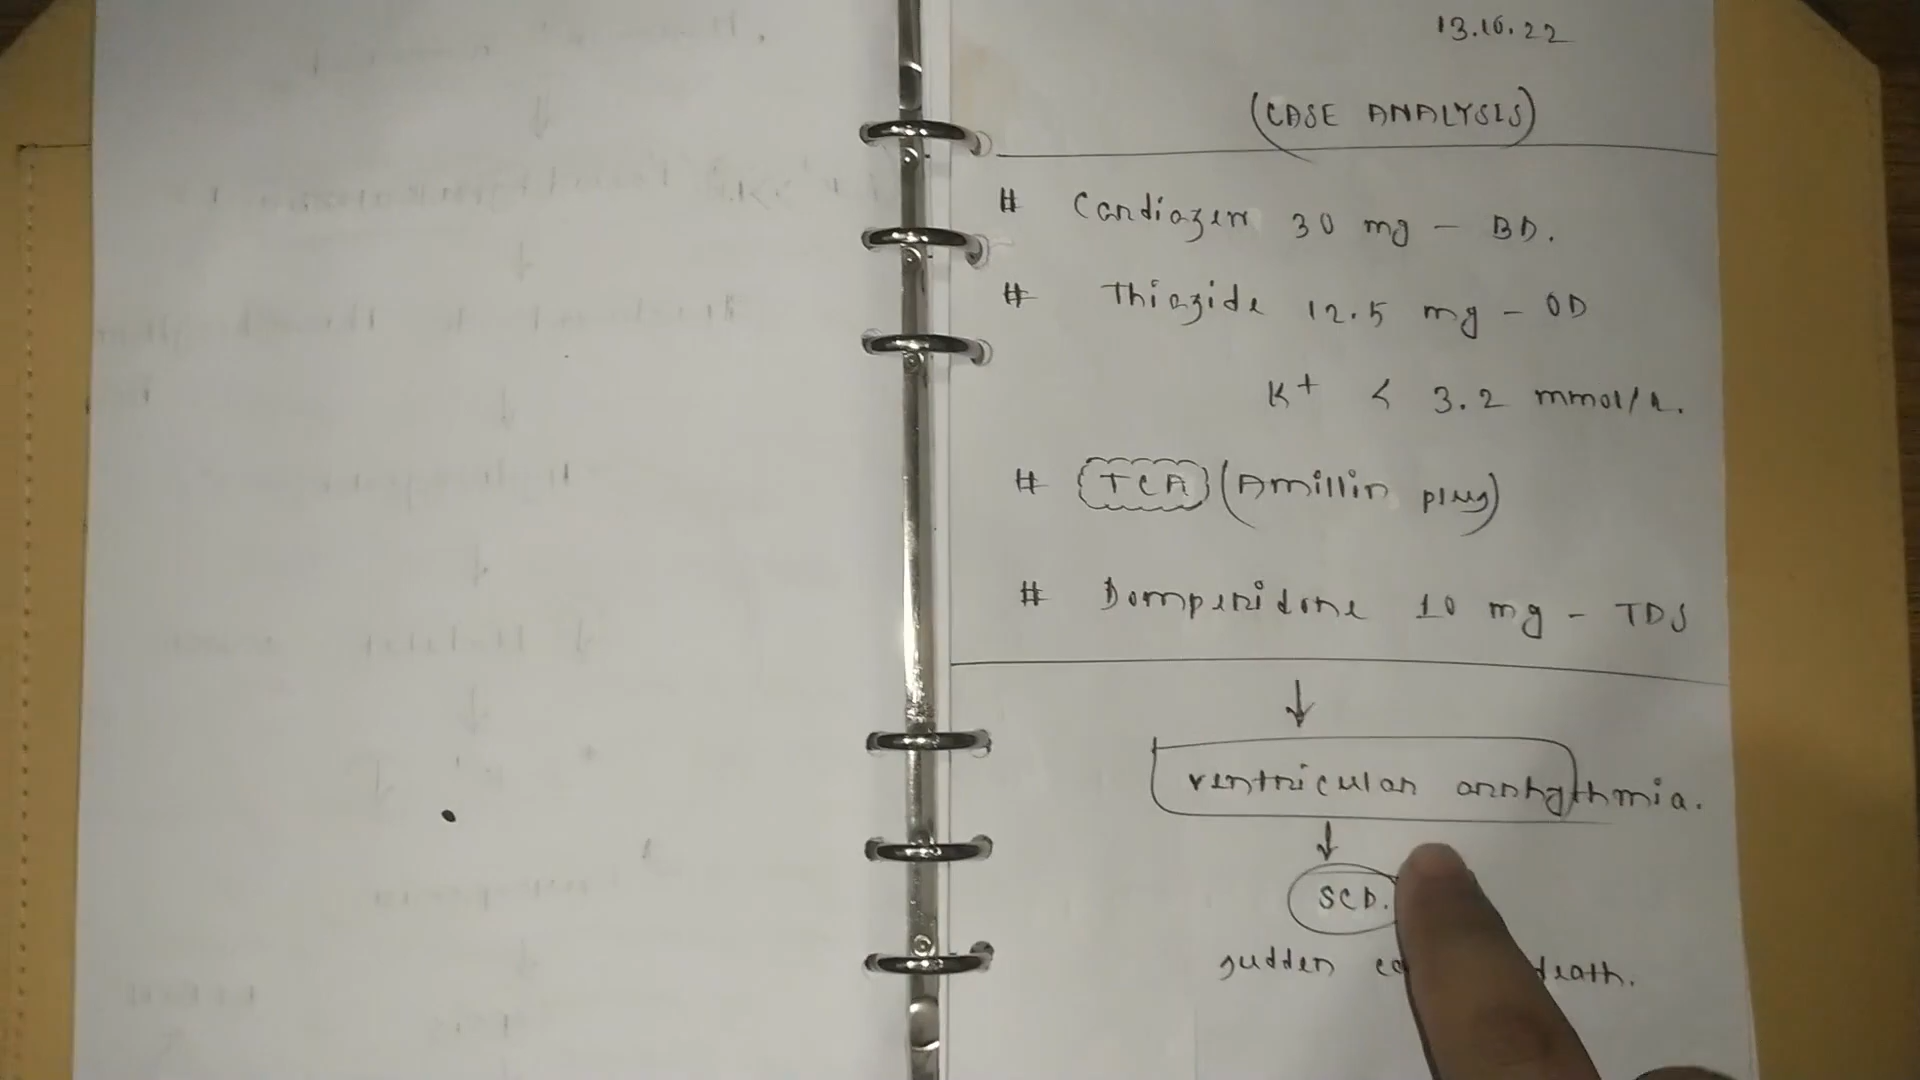 13.10.22
(CASE ANALYSIS)
# Cardiazem 30 mg - BD.
# Thiazide 12.5 mg - OD
K+ < 3.2 mmol/L.
# TCA (Amillin plus)
# Domperidone 10 mg - TDS
↓
ventricular arrhythmia.
↓
SCD.
sudden death.